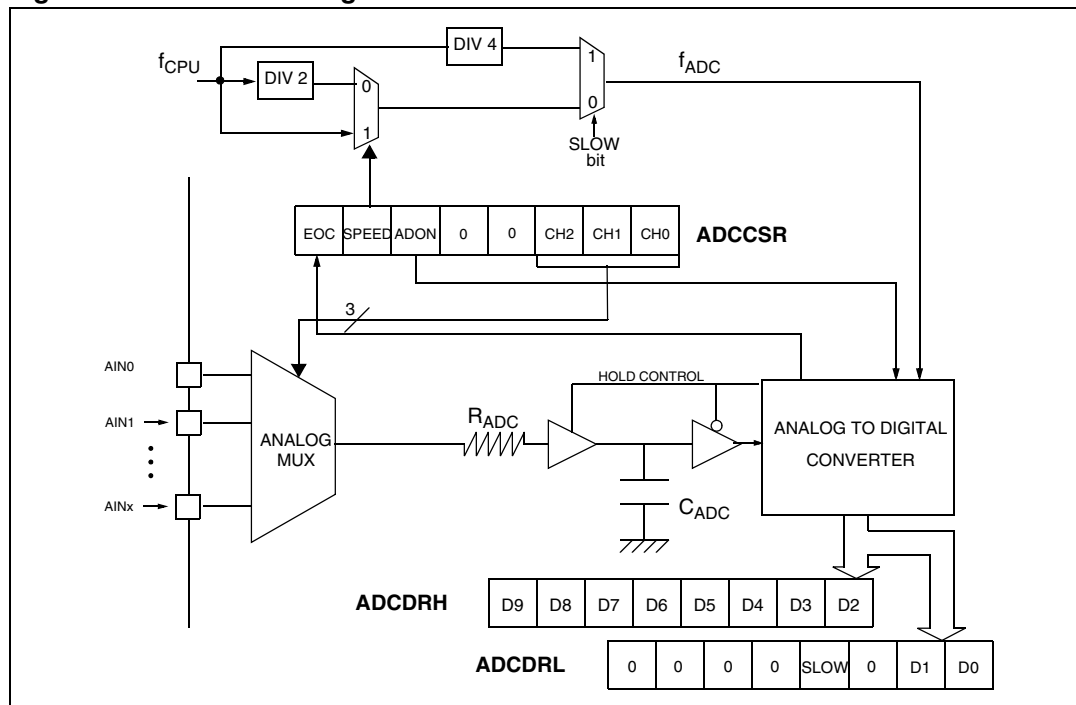 DIV 4
fCPU
1
fADC
DIV 2
0
0
1
SLOW
bit
EOC SPEED ADON 0 0 CH2 CH1 CH0 ADCCSR
3
AIN0
HOLD CONTROL
RADC
AIN1
ANALOG
MUX
ANALOG TO DIGITAL
CONVERTER
AINx
CADC
ADCDRH D9 D8 D7 D6 D5 D4 D3 D2
ADCDRL 0 0 0 0 SLOW 0 D1 D0